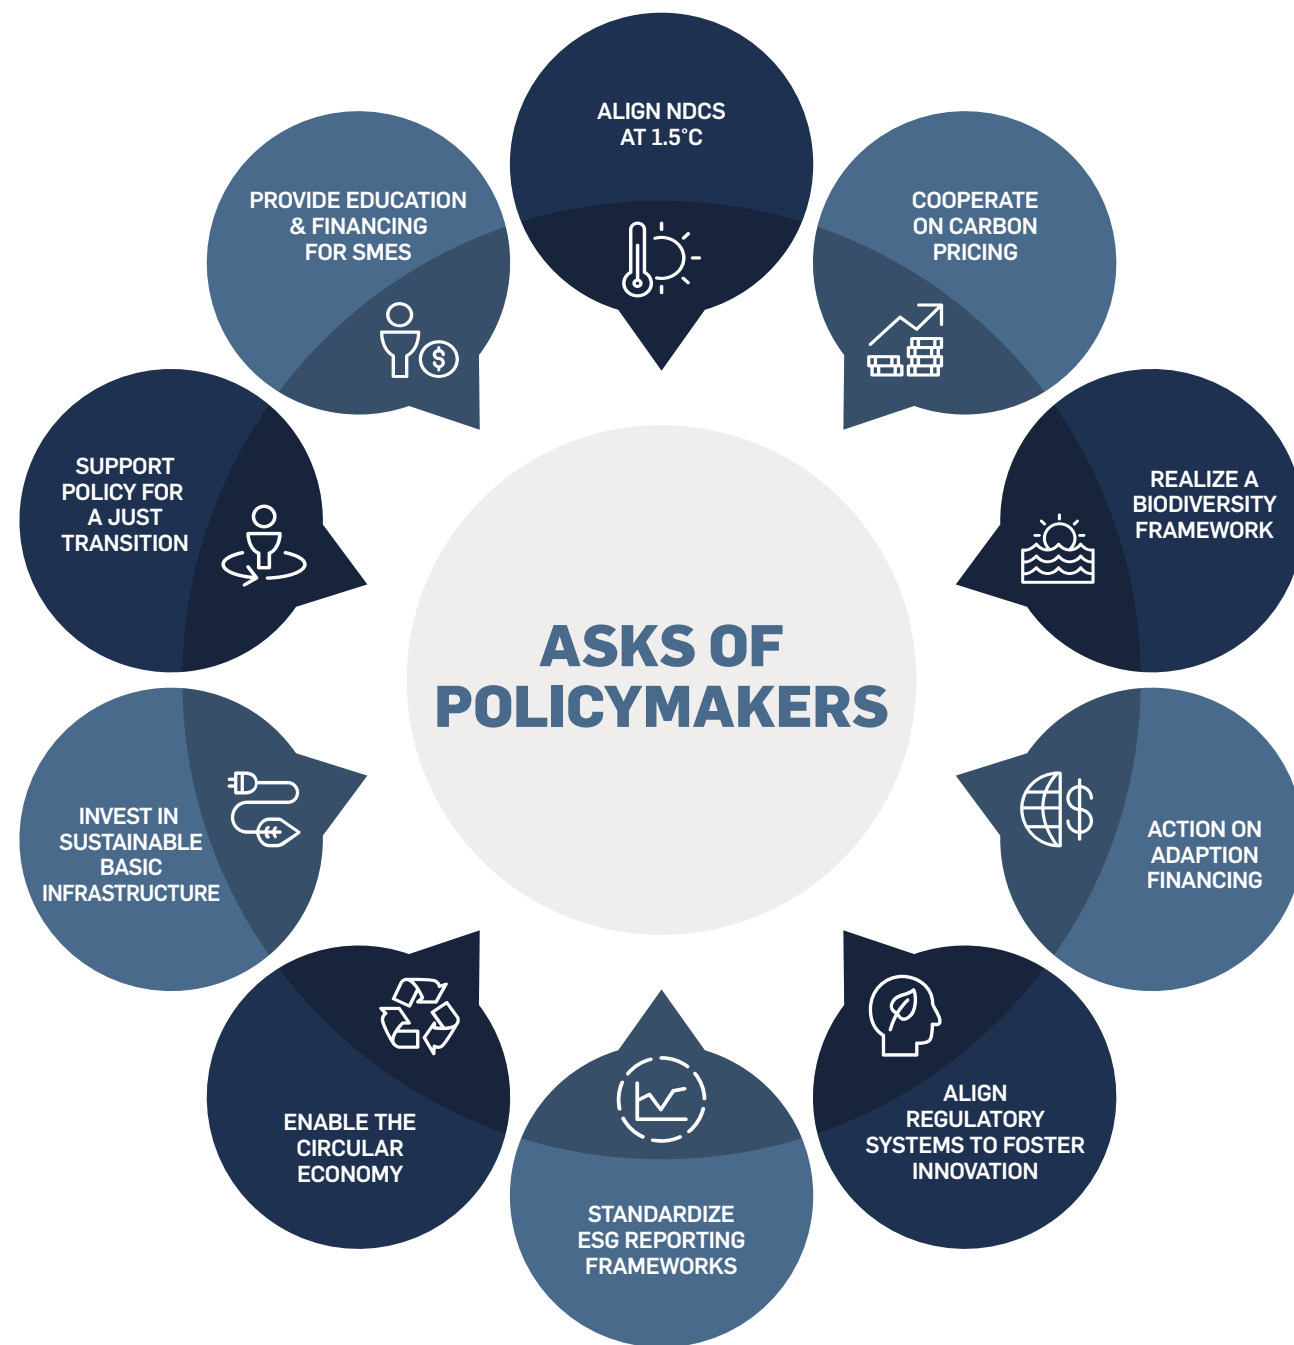 ALIGN NDCS
AT 1.5°C
COOPERATE
ON CARBON
PRICING
REALIZE A
BIODIVERSITY
FRAMEWORK
ACTION ON
ADAPTION
FINANCING
ALIGN
REGULATORY
SYSTEMS TO FOSTER
INNOVATION
STANDARDIZE
ESG REPORTING
FRAMEWORKS
ENABLE THE
CIRCULAR
ECONOMY
INVEST IN
SUSTAINABLE
BASIC
INFRASTRUCTURE
SUPPORT
POLICY FOR
A JUST
TRANSITION
PROVIDE EDUCATION
& FINANCING
FOR SMES
$
$
ASKS OF
POLICYMAKERS